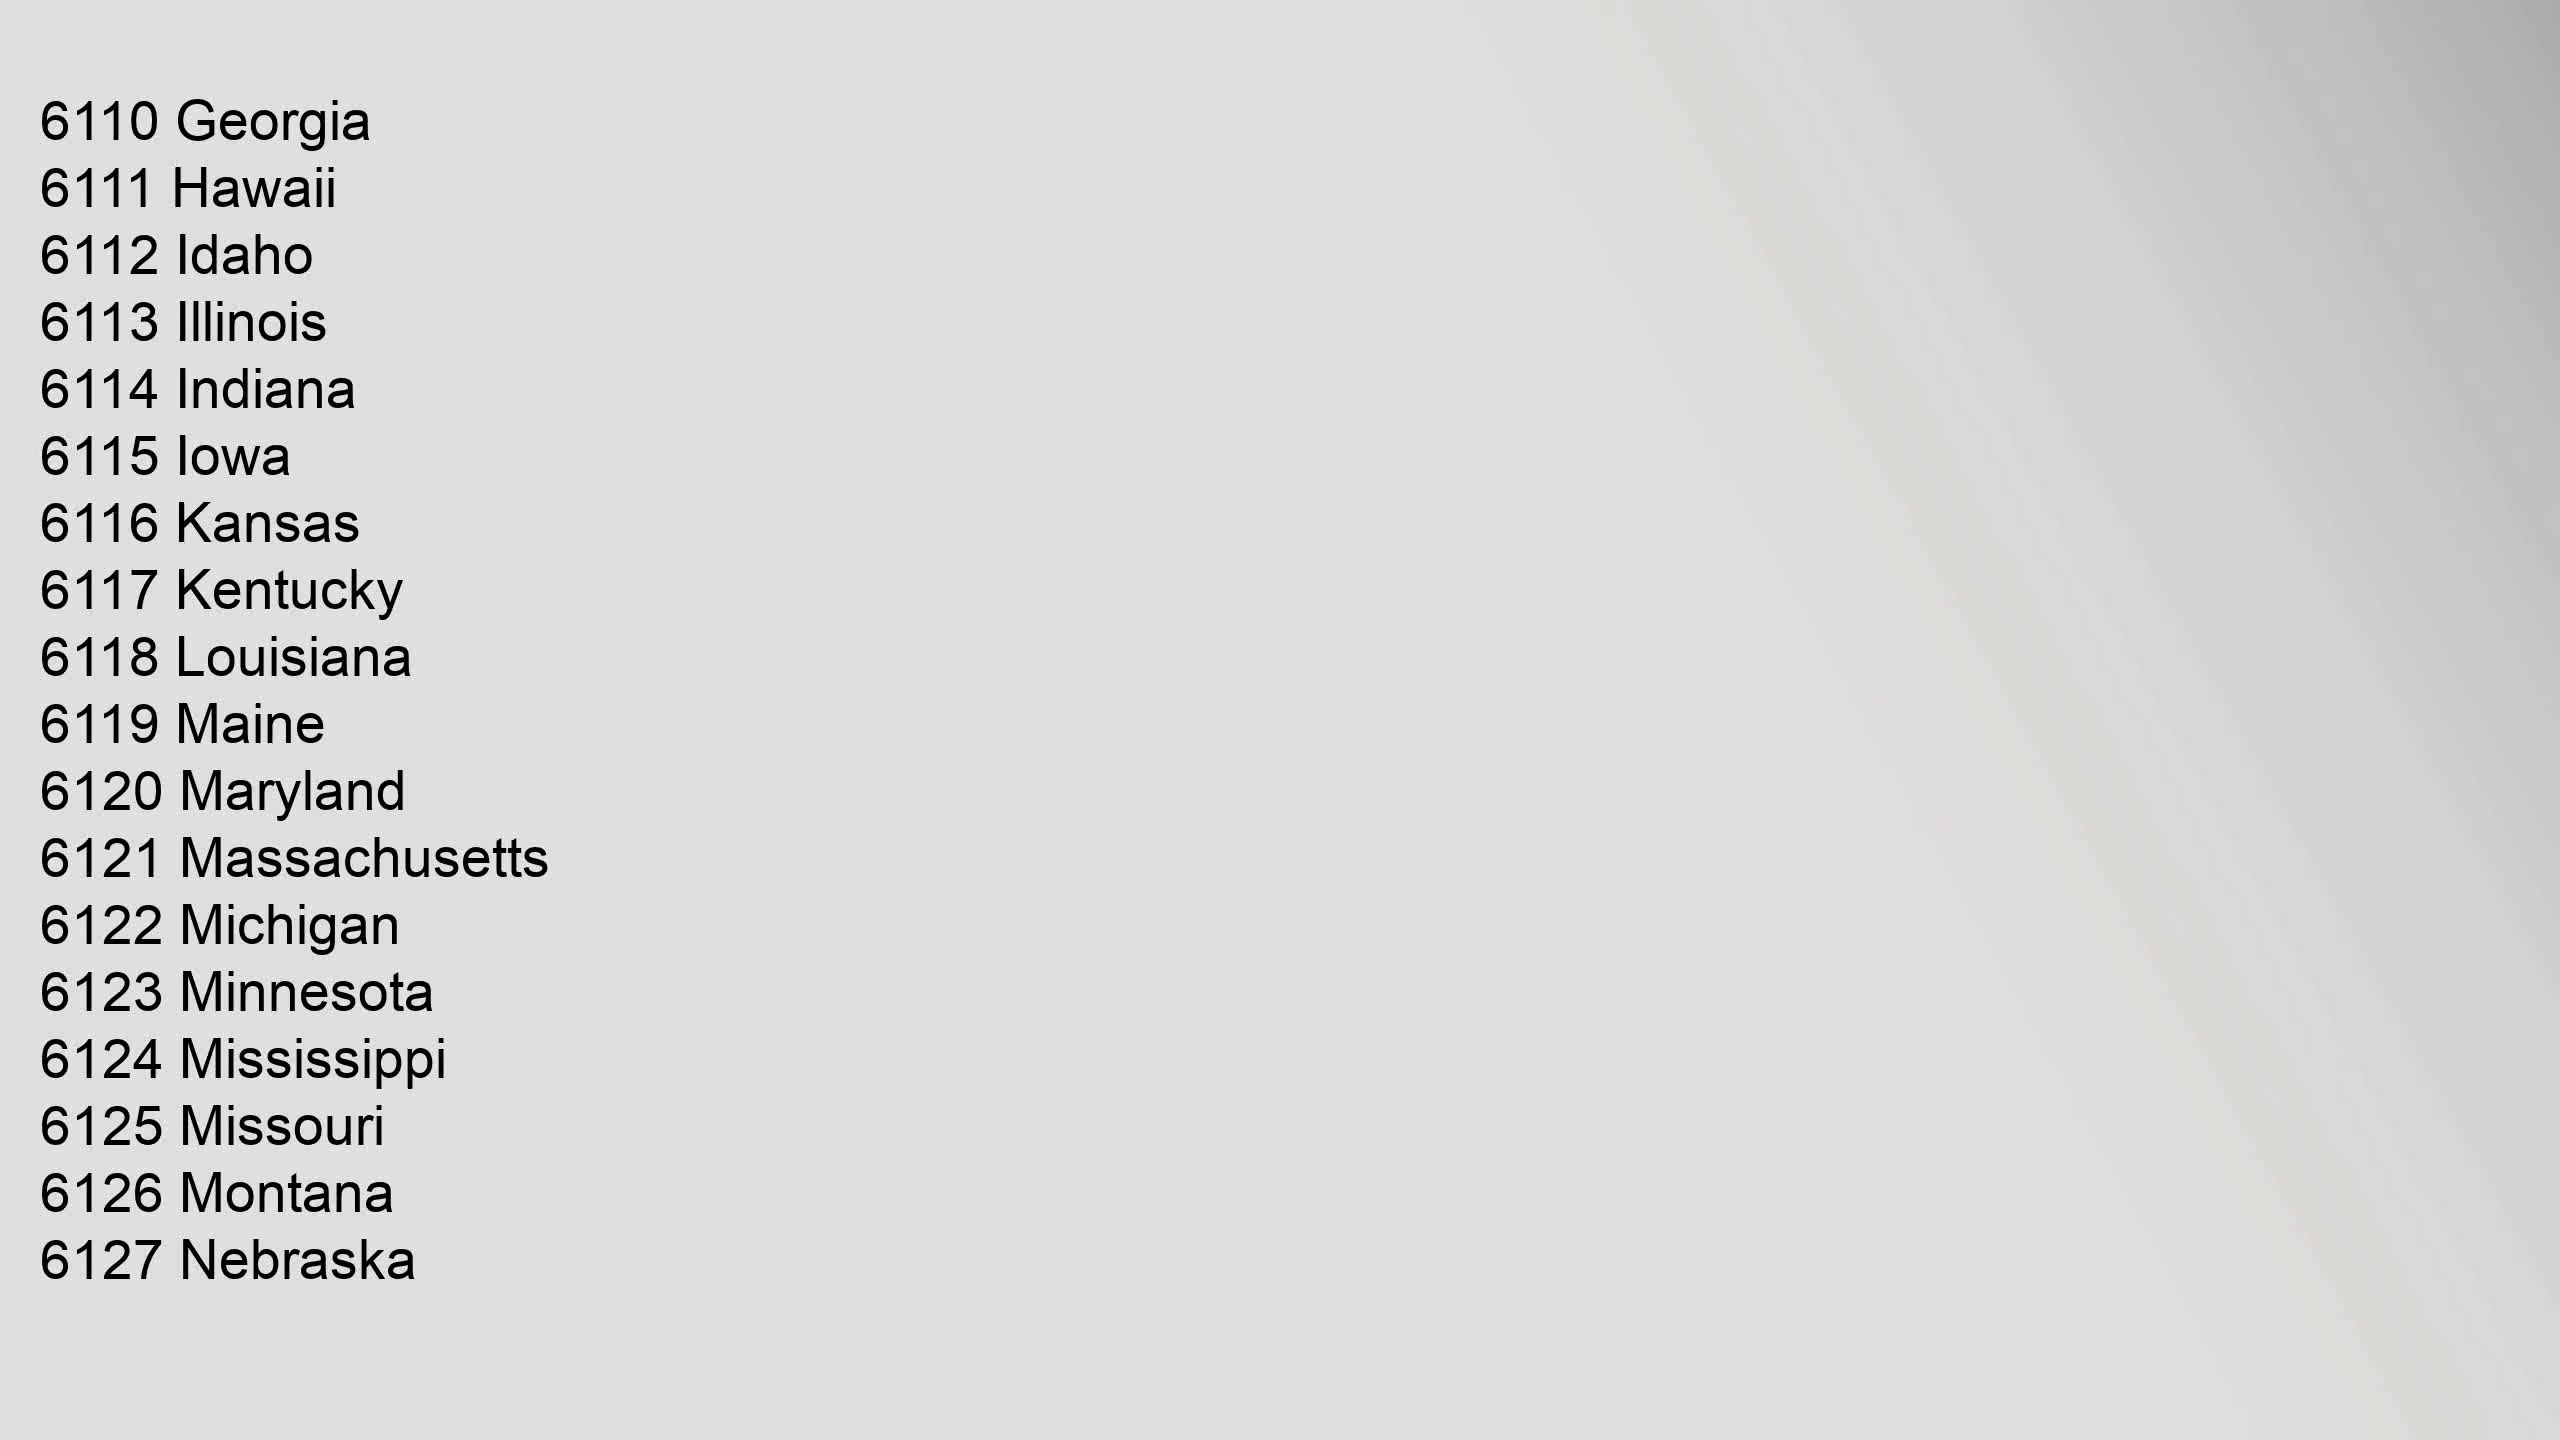 6110 Georgia
6111 Hawaii
6112 Idaho
6113 Illinois
6114 Indiana
6115 Iowa
6116 Kansas
6117 Kentucky
6118 Louisiana
6119 Maine
6120 Maryland
6121 Massachusetts
6122 Michigan
6123 Minnesota
6124 Mississippi
6125 Missouri
6126 Montana
6127 Nebraska